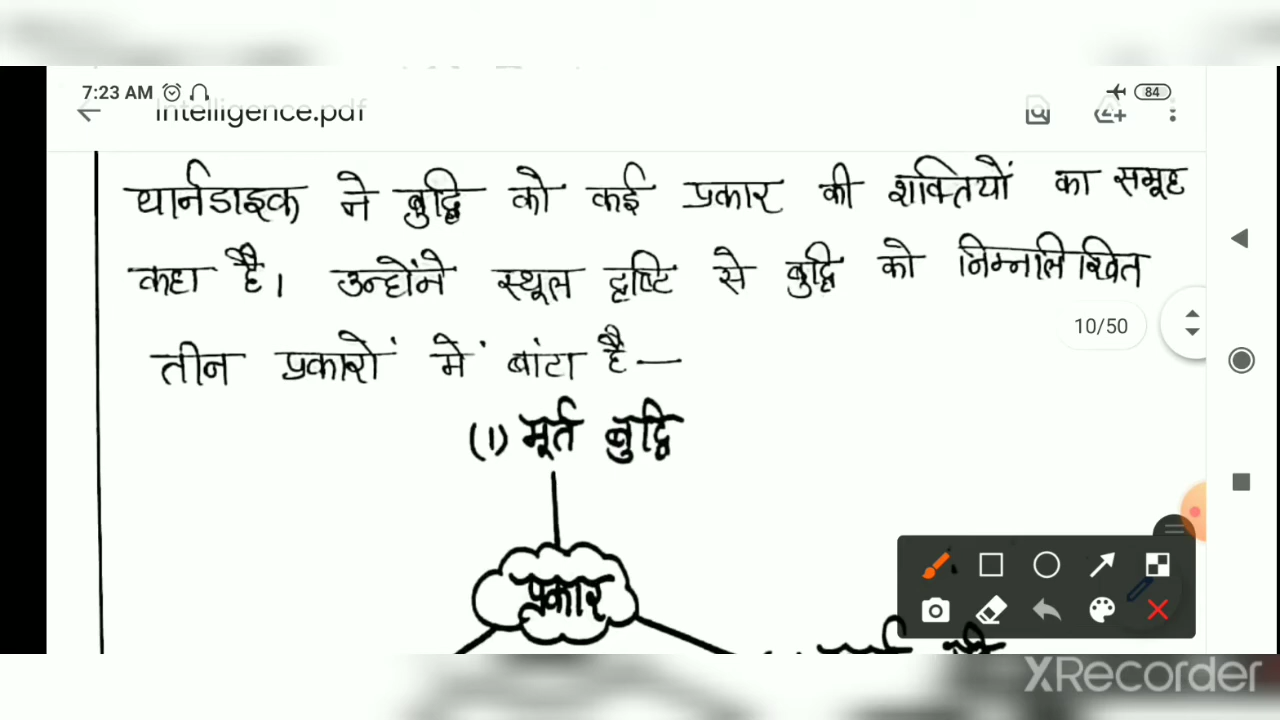 7:23 AM
84
Intelligence.pdf
थार्नडाइक ने बुद्धि को कई प्रकार की शक्तियों का समूह
कहा है। उन्होंने स्थूल दृष्टि से बुद्धि को निम्नलिखित
10/50
तीन प्रकारों में बांटा है —
(1) मूर्त बुद्धि
प्रकार
XRecorder